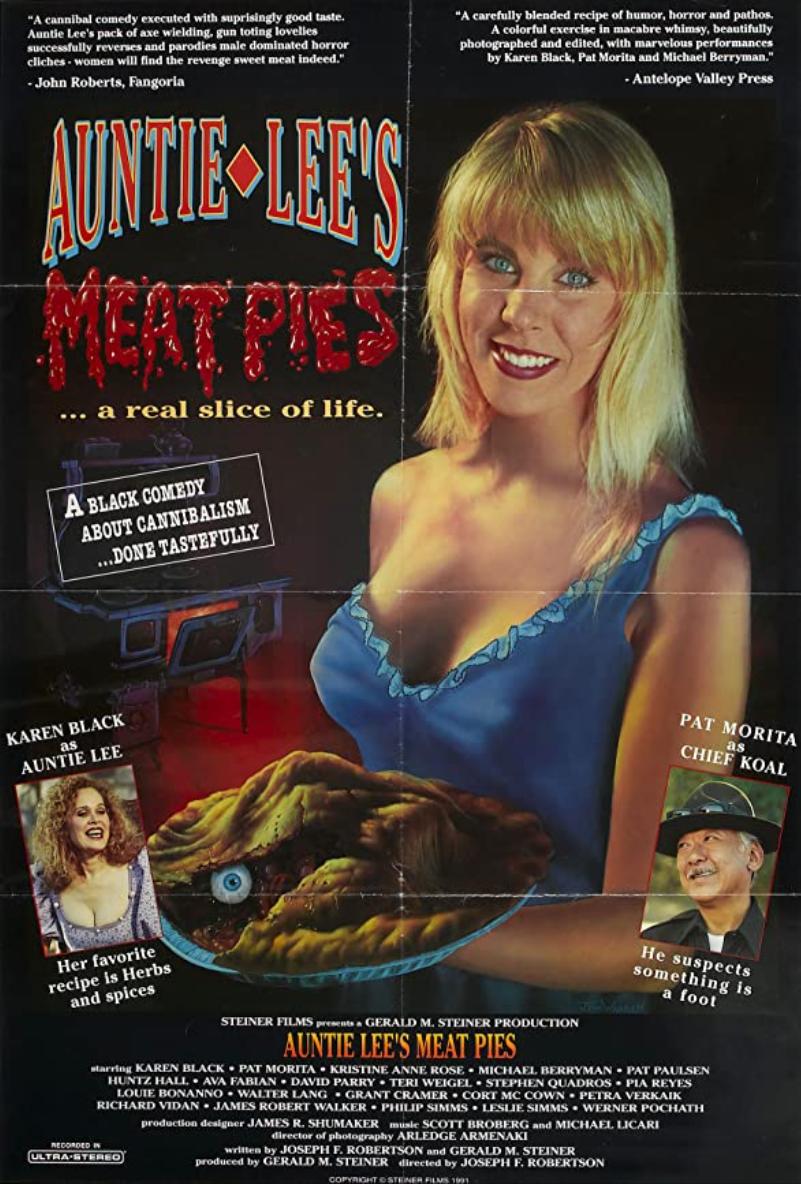 "A cannibal comedy executed with suprisingly good taste.
Auntie Lee's pack of axe wielding, gun toting lovelies
successfully reverses and parodies male dominated horror
cliches - women will find the revenge sweet meat indeed."
- John Roberts, Fangoria
"A carefully blended recipe of humor, horror and pathos.
A colorful exercise in macabre whimsy, beautifully
photographed and edited, with marvelous performances
by Karen Black, Pat Morita and Michael Berryman."
- Antelope Valley Press
AUNTIE◆LEE'S
MEAT PIES
... a real slice of life.
A BLACK COMEDY
ABOUT CANNIBALISM
...DONE TASTEFULLY
KAREN BLACK
as
AUNTIE LEE
Her favorite
recipe is Herbs
and spices
PAT MORITA
as
CHIEF KOAL
He suspects
something is
a foot
STEINER FILMS presents a GERALD M. STEINER PRODUCTION
AUNTIE LEE'S MEAT PIES
starring KAREN BLACK • PAT MORITA • KRISTINE ANNE ROSE • MICHAEL BERRYMAN • PAT PAULSEN
HUNTZ HALL • AVA FABIAN • DAVID PARRY • TERI WEIGEL • STEPHEN QUADROS • PIA REYES
LOUIE BONANNO • WALTER LANG • GRANT CRAMER • CORT MC COWN • PETRA VERKAIK
RICHARD VIDAN • JAMES ROBERT WALKER • PHILIP SIMMS • LESLIE SIMMS • WERNER POCHATH
production designer JAMES R. SHUMAKER music SCOTT BROBERG and MICHAEL LICARI
director of photography ARLEDGE ARMENAKI
written by JOSEPH F. ROBERTSON and GERALD M. STEINER
produced by GERALD M. STEINER directed by JOSEPH F. ROBERTSON
RECORDED IN
ULTRA-STEREO
COPYRIGHT © STEINER FILMS 1991